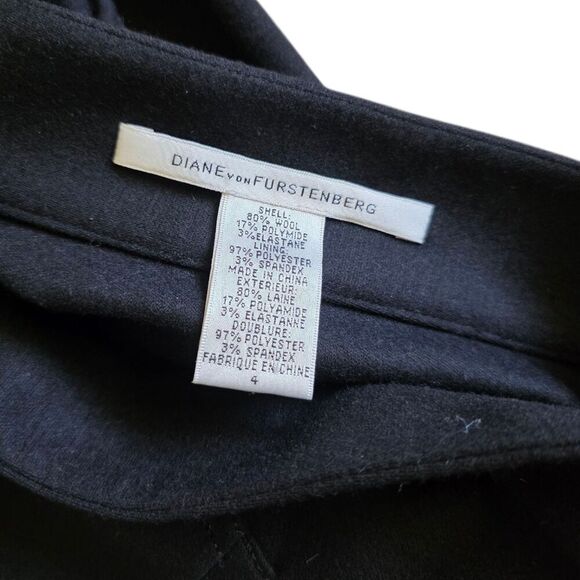 DIANE VON FURSTENBERG
SHELL:
80% WOOL
17% POLYMIDE
3% ELASTANE
LINING:
97% POLYESTER
3% SPANDEX
MADE IN CHINA
EXTERIEUR:
80% LAINE
17% POLYAMIDE
3% ELASTANNE
DOUBLURE:
97% POLYESTER
3% SPANDEX
FABRIQUE EN CHINE
4